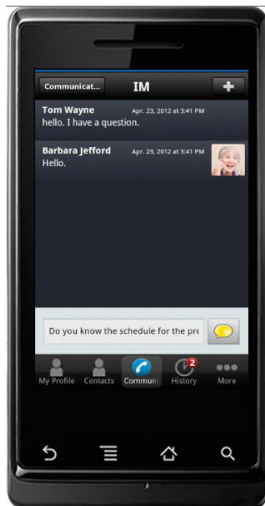 Communicat... IM +
Tom Wayne Apr. 23, 2012 at 3:41 PM
hello. I have a question.
Barbara Jefford Apr. 23, 2012 at 3:41 PM
Hello.
Do you know the schedule for the pre
2
My Profile Contacts Commun History More